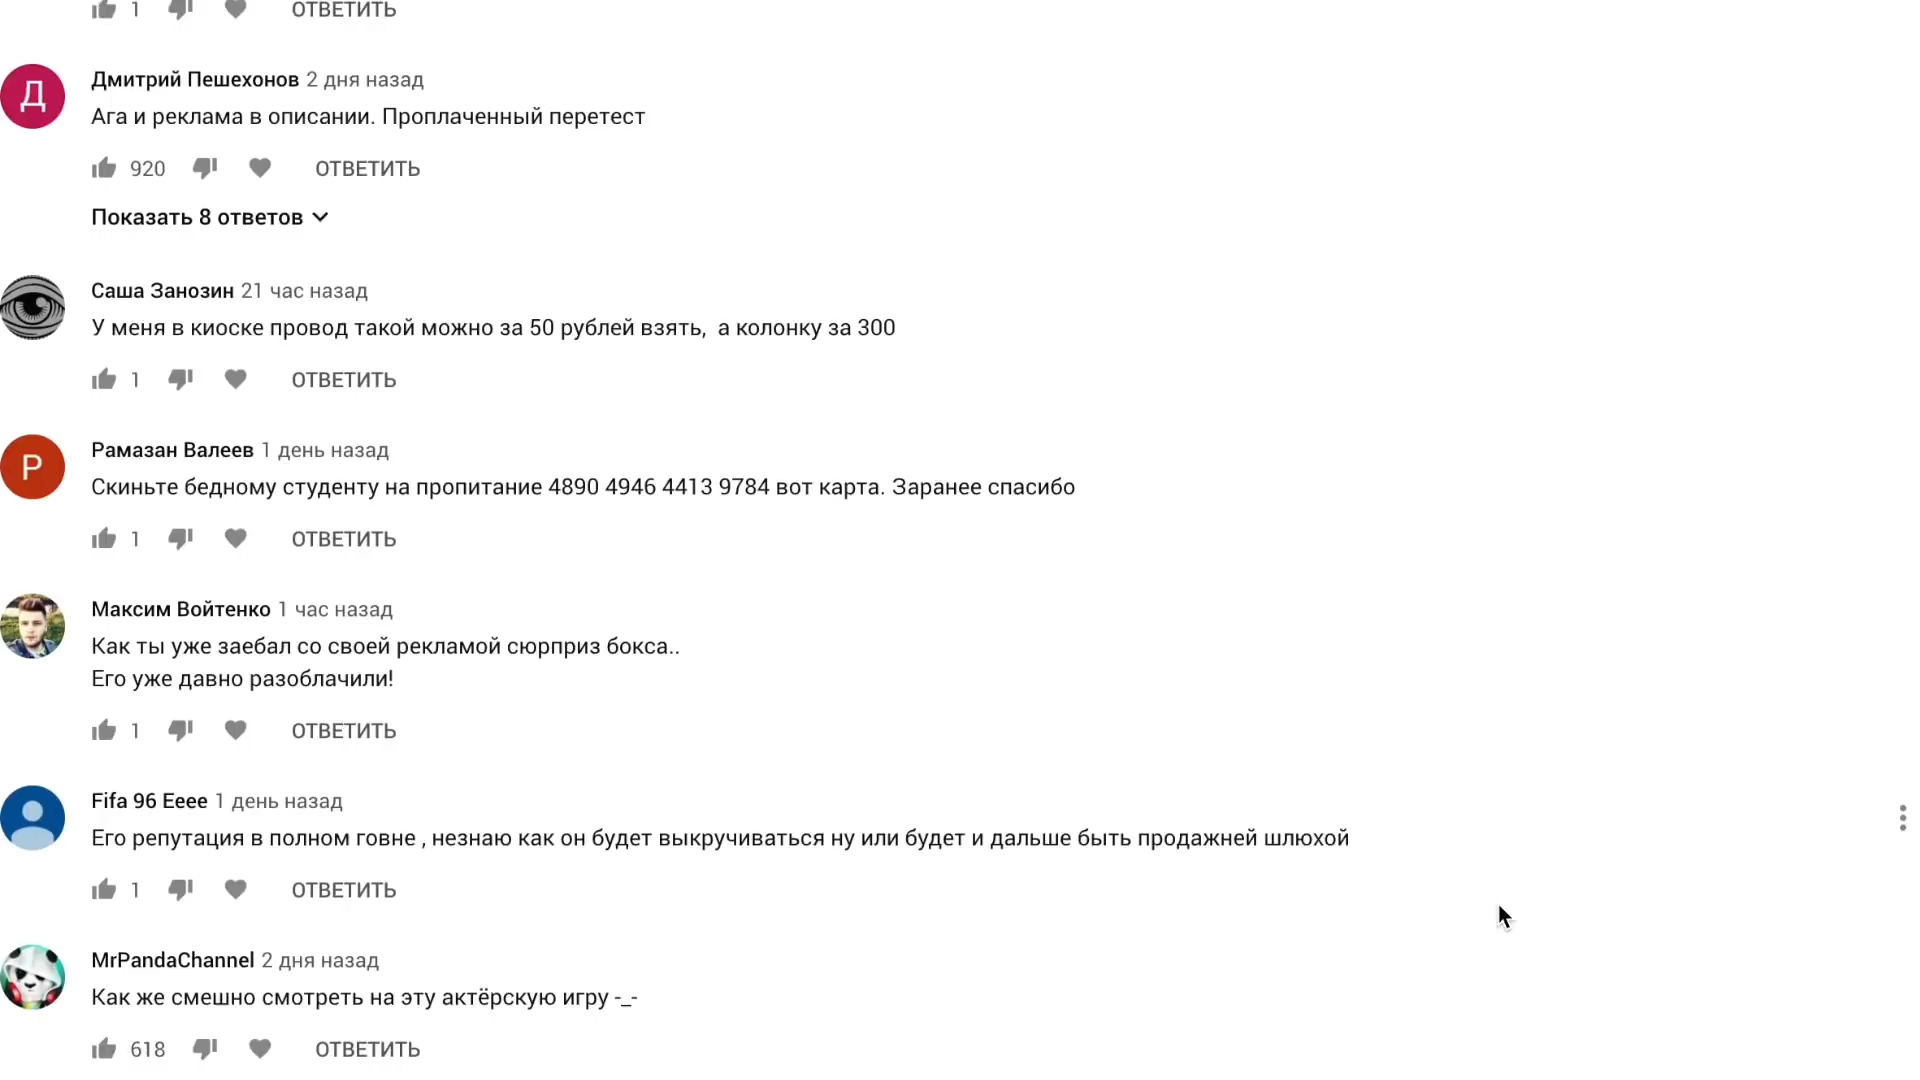 1 ОТВЕТИТЬ
Д
Дмитрий Пешехонов 2 дня назад
Ага и реклама в описании. Проплаченный перетест
920 ОТВЕТИТЬ
Показать 8 ответов
Саша Занозин 21 час назад
У меня в киоске провод такой можно за 50 рублей взять, а колонку за 300
1 ОТВЕТИТЬ
Р
Рамазан Валеев 1 день назад
Скиньте бедному студенту на пропитание 4890 4946 4413 9784 вот карта. Заранее спасибо
1 ОТВЕТИТЬ
Максим Войтенко 1 час назад
Как ты уже заебал со своей рекламой сюрприз бокса..
Его уже давно разоблачили!
1 ОТВЕТИТЬ
Fifa 96 Ееее 1 день назад
Его репутация в полном говне , незнаю как он будет выкручиваться ну или будет и дальше быть продажней шлюхой
1 ОТВЕТИТЬ
MrPandaChannel 2 дня назад
Как же смешно смотреть на эту актёрскую игру -_-
618 ОТВЕТИТЬ